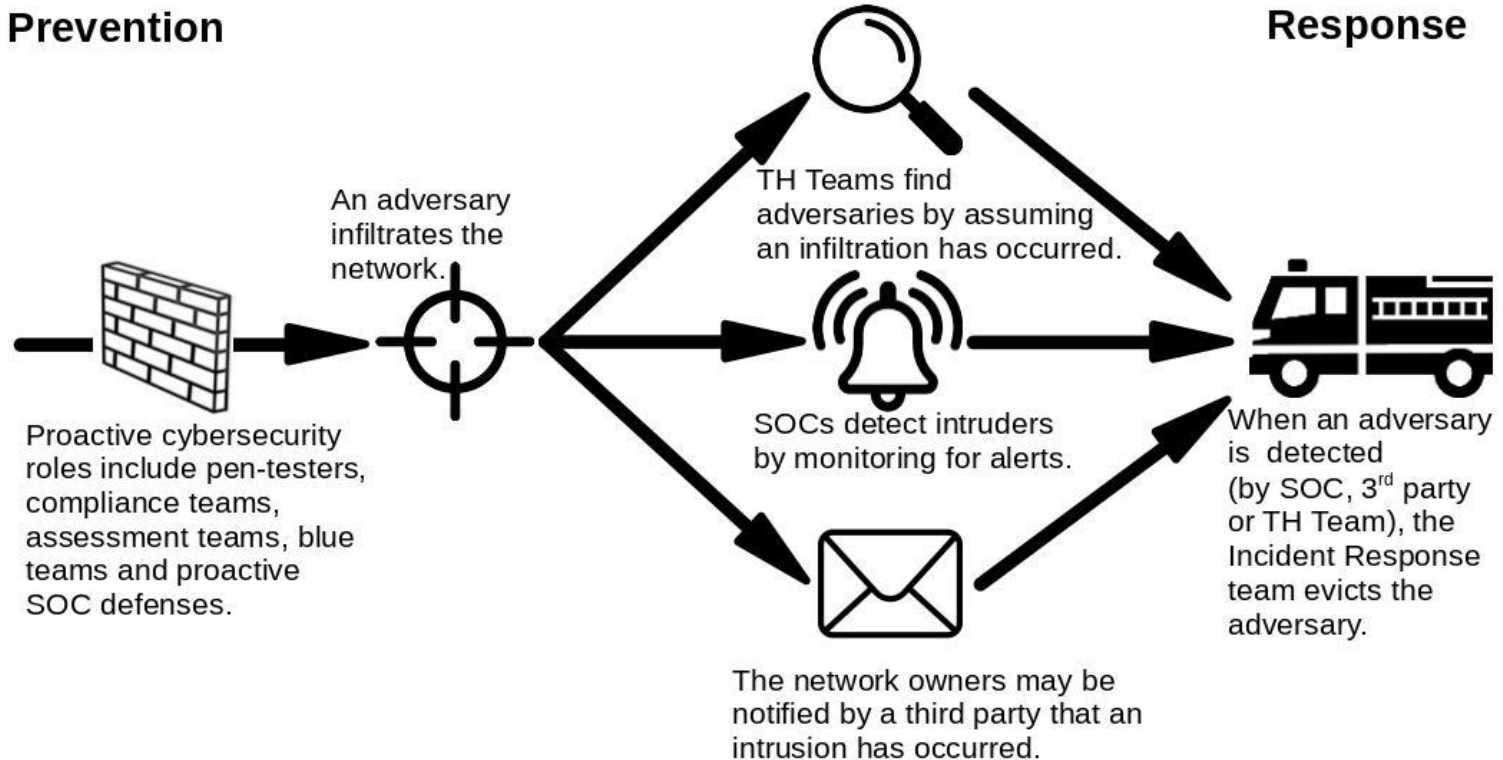 Prevention
Response
An adversary
infiltrates the
network.
TH Teams find
adversaries by assuming
an infiltration has occurred.
Proactive cybersecurity
roles include pen-testers,
compliance teams,
assessment teams, blue
teams and proactive
SOC defenses.
SOCs detect intruders
by monitoring for alerts.
The network owners may be
notified by a third party that an
intrusion has occurred.
When an adversary
is detected
(by SOC, 3rd party
or TH Team), the
Incident Response
team evicts the
adversary.